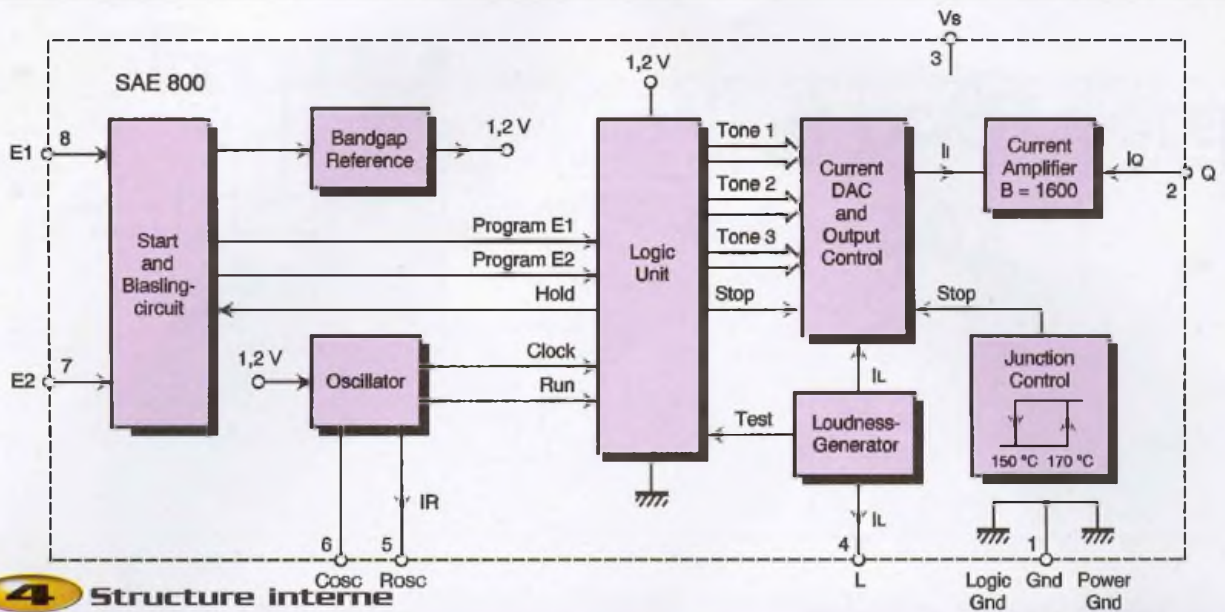 SAE 800
E1
8
Start
and
Biasling-
circuit
E2
7
Bandgap
Reference
1,2 V
Program E1
Program E2
Hold
1,2 V
Oscillator
Clock
Run
IR
6
5
Cosc
Rosc
1,2 V
Logic
Unit
Tone 1
Tone 2
Tone 3
Stop
Test
Current
DAC
and
Output
Control
IL
Loudness-
Generator
IL
4
L
Vs
3
II
Current
Amplifier
B = 1600
IQ
2
Q
Stop
Junction
Control
150 °C 170 °C
1
Logic
Gnd
Gnd
Power
Gnd
4 Structure interne